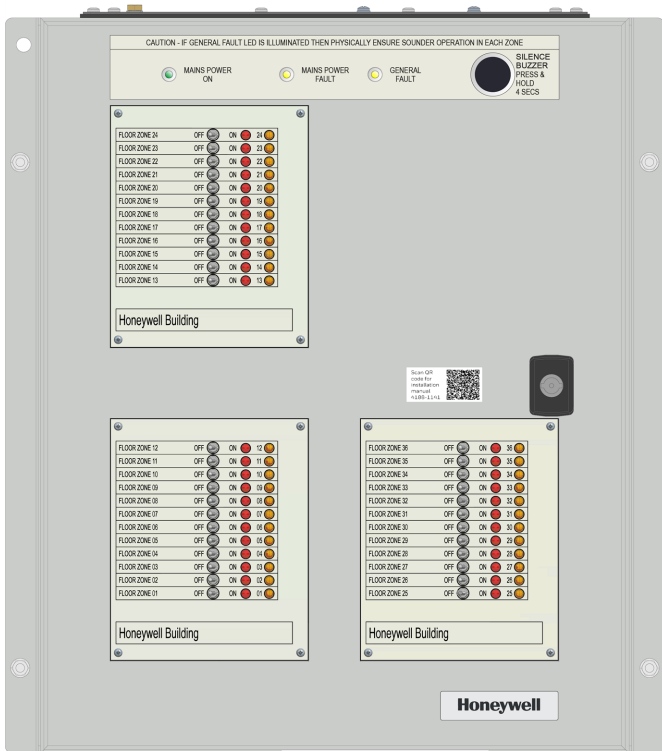 CAUTION - IF GENERAL FAULT LED IS ILLUMINATED THEN PHYSICALLY ENSURE SOUNDER OPERATION IN EACH ZONE
MAINS POWER
ON
MAINS POWER
FAULT
GENERAL
FAULT
SILENCE
BUZZER
PRESS &
HOLD
4 SECS
FLOOR ZONE 24 OFF ON 24
FLOOR ZONE 23 OFF ON 23
FLOOR ZONE 22 OFF ON 22
FLOOR ZONE 21 OFF ON 21
FLOOR ZONE 20 OFF ON 20
FLOOR ZONE 19 OFF ON 19
FLOOR ZONE 18 OFF ON 18
FLOOR ZONE 17 OFF ON 17
FLOOR ZONE 16 OFF ON 16
FLOOR ZONE 15 OFF ON 15
FLOOR ZONE 14 OFF ON 14
FLOOR ZONE 13 OFF ON 13
Honeywell Building
Scan QR
code for
installation
manual
4188-1141
FLOOR ZONE 12 OFF ON 12
FLOOR ZONE 11 OFF ON 11
FLOOR ZONE 10 OFF ON 10
FLOOR ZONE 09 OFF ON 09
FLOOR ZONE 08 OFF ON 08
FLOOR ZONE 07 OFF ON 07
FLOOR ZONE 06 OFF ON 06
FLOOR ZONE 05 OFF ON 05
FLOOR ZONE 04 OFF ON 04
FLOOR ZONE 03 OFF ON 03
FLOOR ZONE 02 OFF ON 02
FLOOR ZONE 01 OFF ON 01
Honeywell Building
FLOOR ZONE 36 OFF ON 36
FLOOR ZONE 35 OFF ON 35
FLOOR ZONE 34 OFF ON 34
FLOOR ZONE 33 OFF ON 33
FLOOR ZONE 32 OFF ON 32
FLOOR ZONE 31 OFF ON 31
FLOOR ZONE 30 OFF ON 30
FLOOR ZONE 29 OFF ON 29
FLOOR ZONE 28 OFF ON 28
FLOOR ZONE 27 OFF ON 27
FLOOR ZONE 26 OFF ON 26
FLOOR ZONE 25 OFF ON 25
Honeywell Building
Honeywell